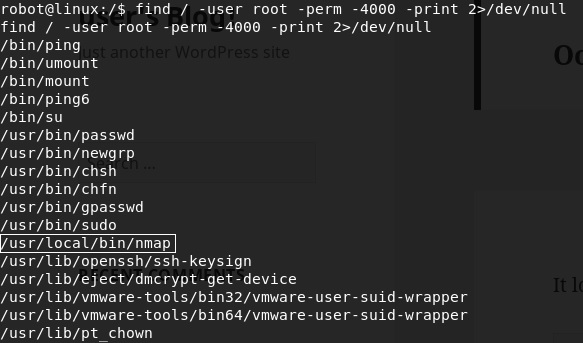 robot@linux:/$ find / -user root -perm -4000 -print 2>/dev/null
find / -user root -perm -4000 -print 2>/dev/null
user's Blog!
/bin/ping
Just another WordPress site
/bin/umount
/bin/mount
/bin/ping6
/bin/su
/usr/bin/passwd
/usr/bin/newgrp
Search ...
/usr/bin/chsh
/usr/bin/chfn
/usr/bin/gpasswd
/usr/bin/sudo
/usr/local/bin/nmap
/usr/lib/openssh/ssh-keysign
RECENT COMMENTS
/usr/lib/eject/dmcrypt-get-device
/usr/lib/vmware-tools/bin32/vmware-user-suid-wrapper
/usr/lib/vmware-tools/bin64/vmware-user-suid-wrapper
/usr/lib/pt_chown
Oo
It lo